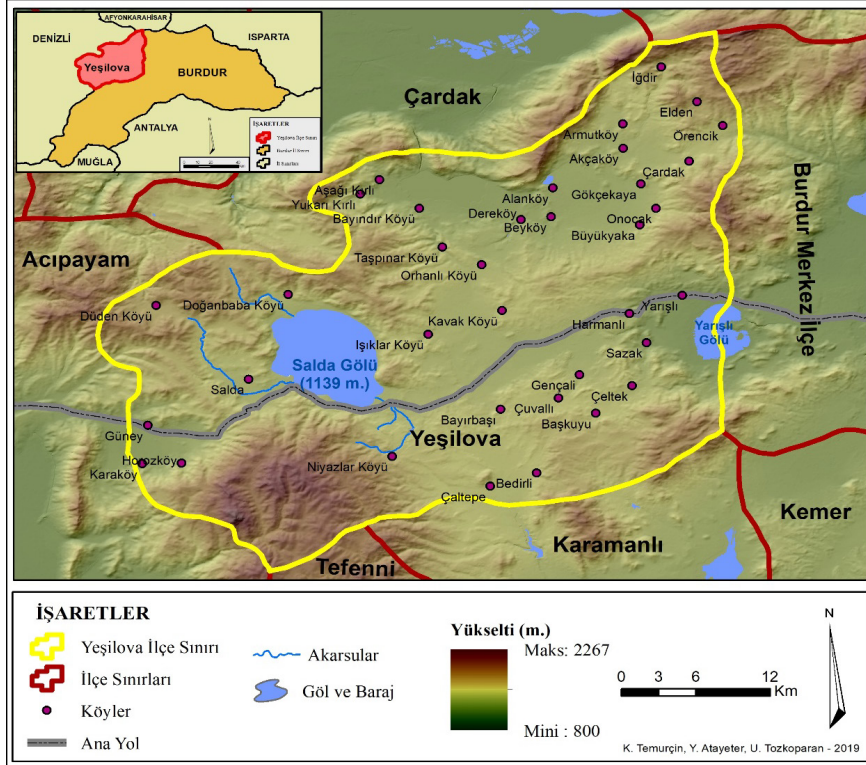 AFYONKARAHİSAR
DENİZLİ
ISPARTA
Yeşilova
BURDUR
ANTALYA
MUĞLA
İŞARETLER
Yeşilova İlçe Sınırı
İl Sınırları
Çardak
İğdir
Elden
Örencik
Armutköy
Akçaköy
Çardak
Gökçekaya
Alanköy
Dereköy
Beyköy
Onocak
Büyükyaka
Aşağı Kırlı
Yukarı Kırlı
Bayındır Köyü
Taşpınar Köyü
Orhanlı Köyü
Burdur Merkez İlçe
Acıpayam
Düden Köyü
Doğanbaba Köyü
Kavak Köyü
Işıklar Köyü
Harmanlı
Yarışlı
Yarışlı
Gölü
Sazak
Salda Gölü
(1139 m.)
Salda
Gençali
Çeltek
Çuvallı
Başkuyu
Bayırbaşı
Güney
Yeşilova
Horozköy
Karaköy
Niyazlar Köyü
Bedirli
Çaltepe
Kemer
Karamanlı
Tefenni
İŞARETLER
Yeşilova İlçe Sınırı
İlçe Sınırları
Köyler
Ana Yol
Akarsular
Göl ve Baraj
Yükselti (m.)
Maks: 2267
Mini : 800
N
0 3 6 12
Km
K. Temurçin, Y. Atayeter, U. Tozkoparan - 2019